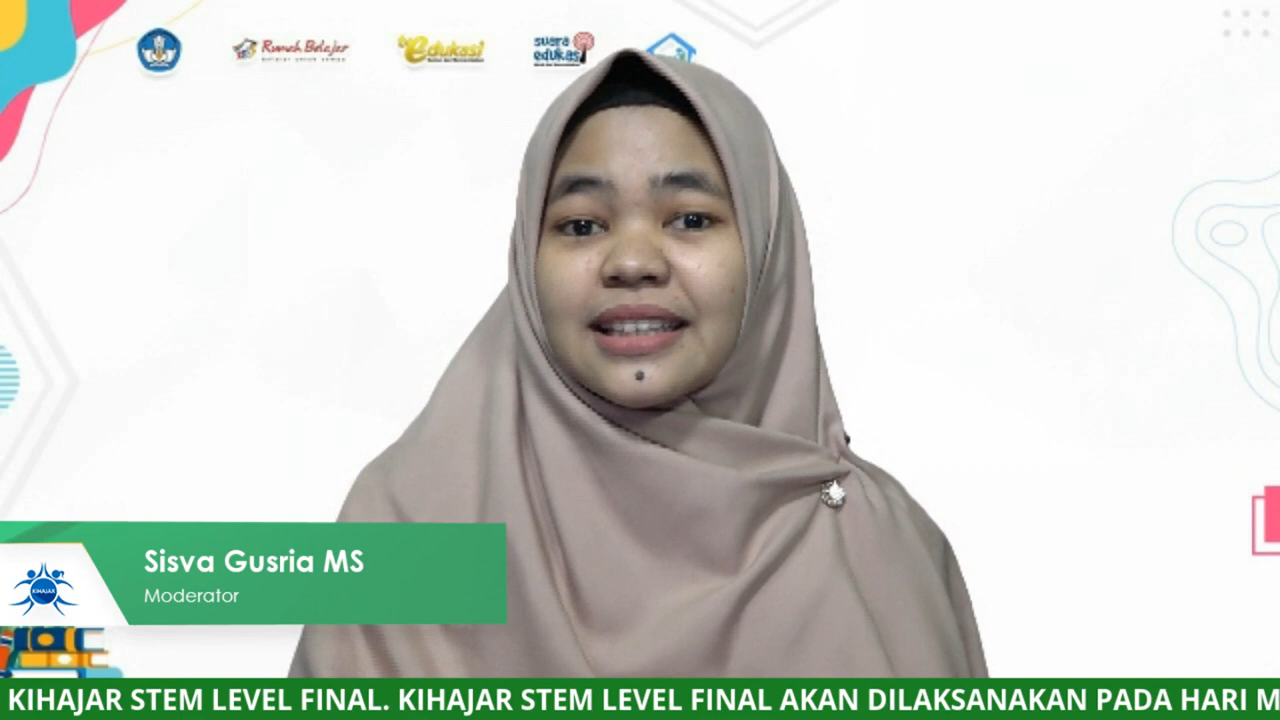 Rumah Belajar
edukasi
suara
edukasi
Sisva Gusria MS
Moderator
KIHAJAR
KIHAJAR STEM LEVEL FINAL. KIHAJAR STEM LEVEL FINAL AKAN DILAKSANAKAN PADA HARI M